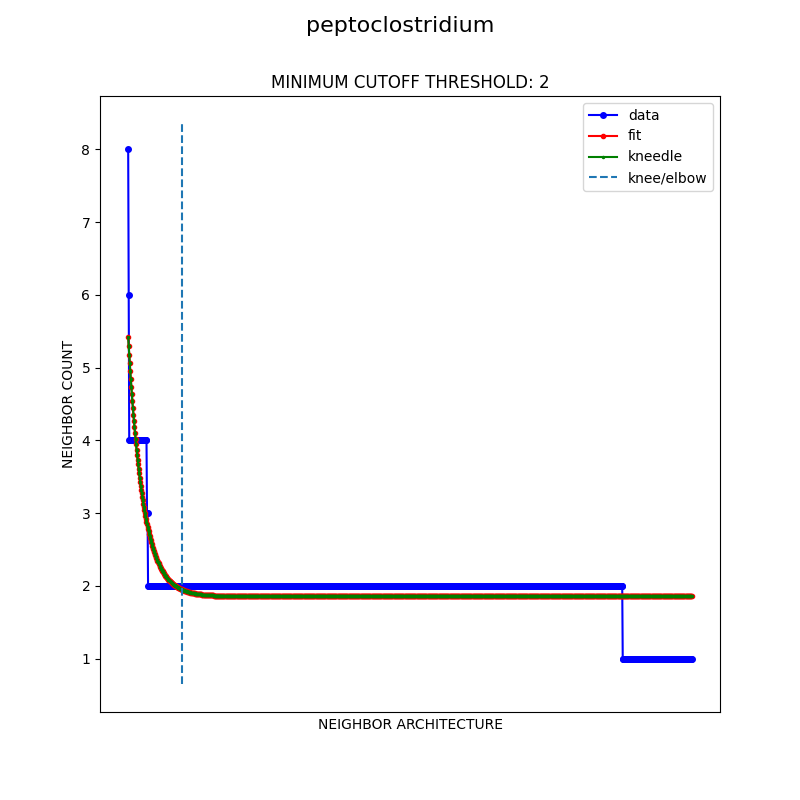 peptoclostridium
MINIMUM CUTOFF THRESHOLD: 2
data
fit
kneedle
knee/elbow
8
7
6
5
4
3
2
1
NEIGHBOR COUNT
NEIGHBOR ARCHITECTURE